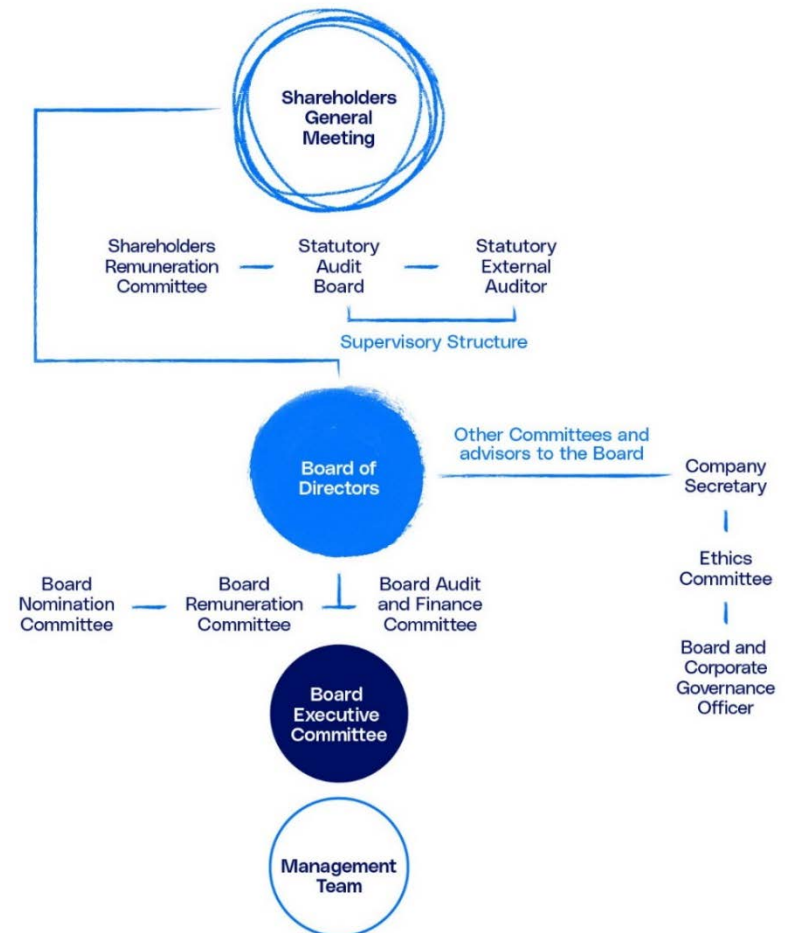 Shareholders
General
Meeting
Shareholders
Remuneration
Committee
Statutory
Audit
Board
Statutory
External
Auditor
Supervisory Structure
Other Committees and
advisors to the Board
Board of
Directors
Company
Secretary
Ethics
Committee
Board and
Corporate
Governance
Officer
Board
Nomination
Committee
Board
Remuneration
Committee
Board Audit
and Finance
Committee
Board
Executive
Committee
Management
Team